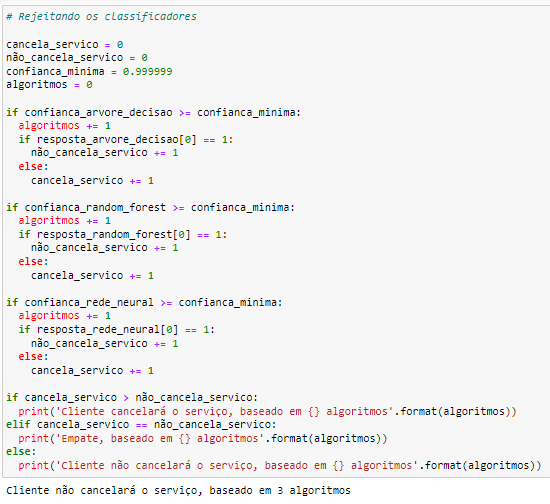 # Rejeitando os classificadores
cancela_servico = 0
não_cancela_servico = 0
confianca_minima = 0.999999
algoritmos = 0
if confianca_arvore_decisao >= confianca_minima:
  algoritmos += 1
  if resposta_arvore_decisao[0] == 1:
    não_cancela_servico += 1
  else:
    cancela_servico += 1
if confianca_random_forest >= confianca_minima:
  algoritmos += 1
  if resposta_random_forest[0] == 1:
    não_cancela_servico += 1
  else:
    cancela_servico += 1
if confianca_rede_neural >= confianca_minima:
  algoritmos += 1
  if resposta_rede_neural[0] == 1:
    não_cancela_servico += 1
  else:
    cancela_servico += 1
if cancela_servico > não_cancela_servico:
  print('Cliente cancelará o serviço, baseado em {} algoritmos'.format(algoritmos))
elif cancela_servico == não_cancela_servico:
  print('Empate, baseado em {} algoritmos'.format(algoritmos))
else:
  print('Cliente não cancelará o serviço, baseado em {} algoritmos'.format(algoritmos))
Cliente não cancelará o serviço, baseado em 3 algoritmos